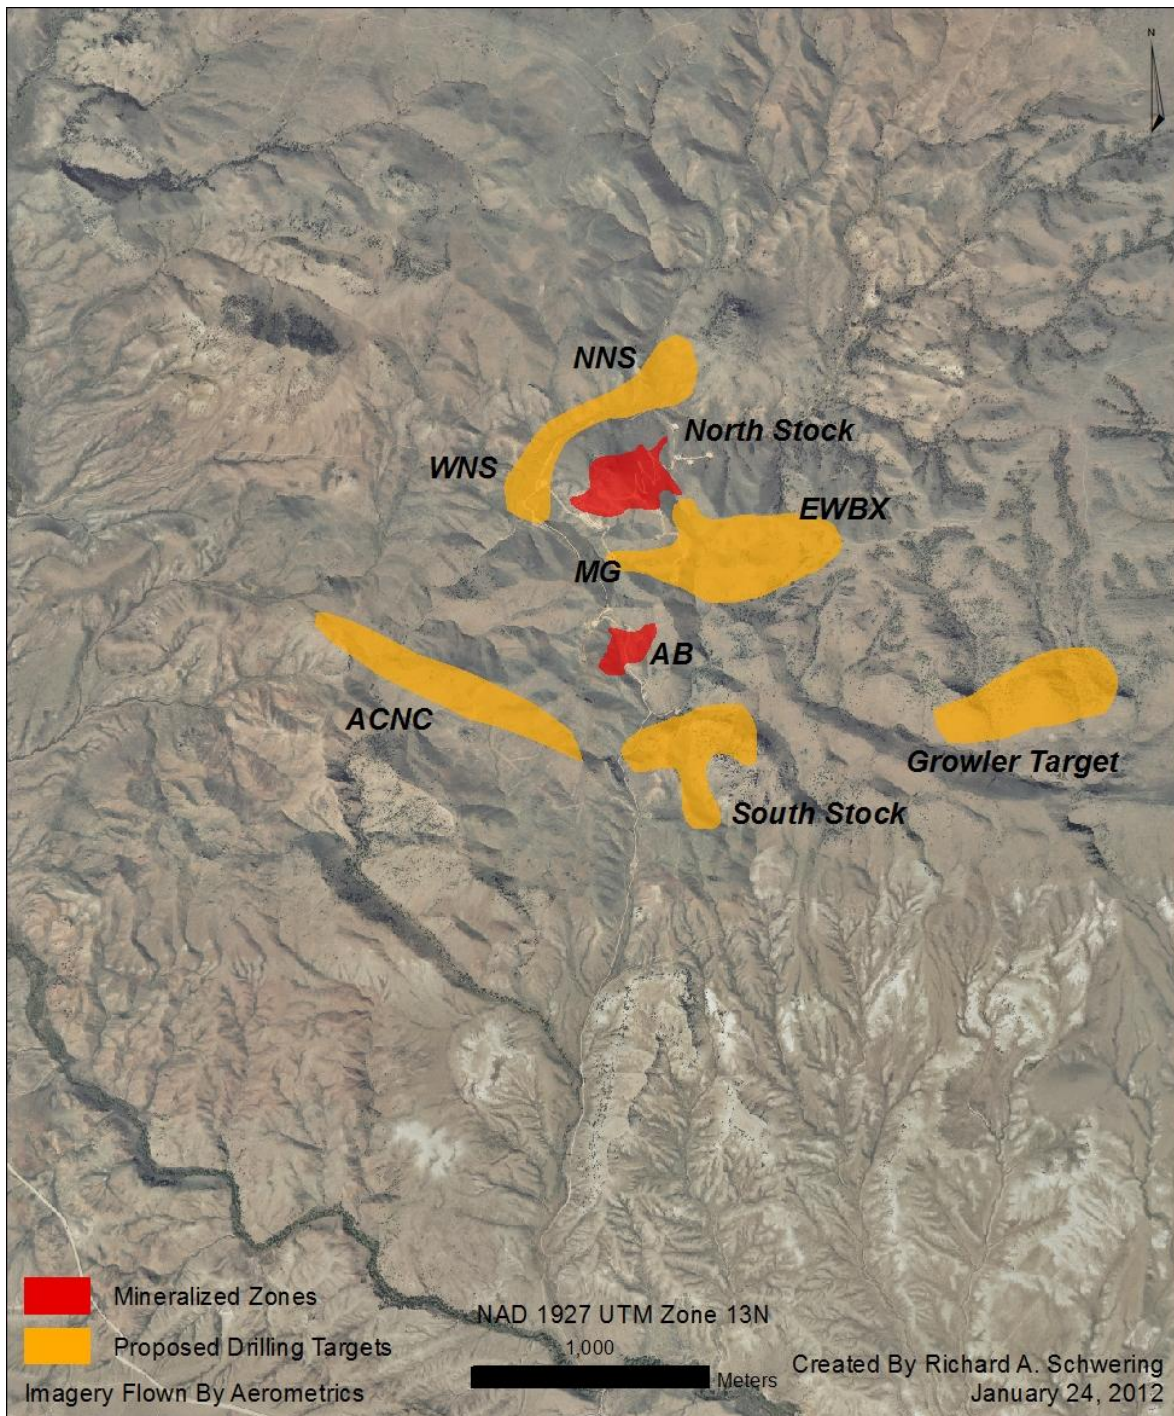 N
NNS
North Stock
WNS
EWBX
MG
AB
ACNC
Growler Target
South Stock
Mineralized Zones
Proposed Drilling Targets
Imagery Flown By Aerometrics
NAD 1927 UTM Zone 13N
1,000
Meters
Created By Richard A. Schwering
January 24, 2012